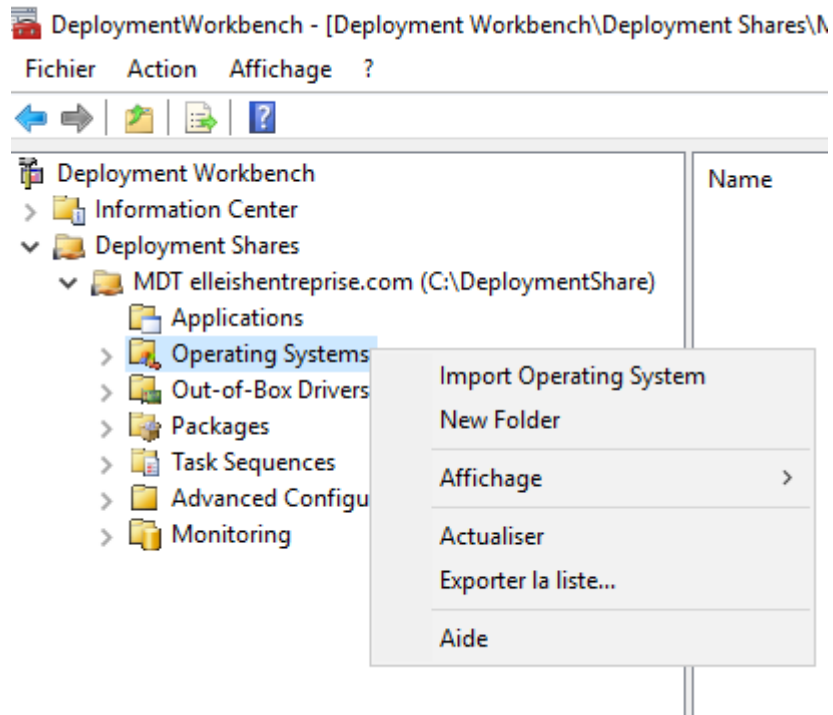 DeploymentWorkbench - [Deployment Workbench\Deployment Shares\M
Fichier Action Affichage ?
Deployment Workbench
Name
Information Center
Deployment Shares
MDT elleishentreprise.com (C:\DeploymentShare)
Applications
Operating Systems
Out-of-Box Drivers
Packages
Task Sequences
Advanced Configu
Monitoring
Import Operating System
New Folder
Affichage
Actualiser
Exporter la liste...
Aide